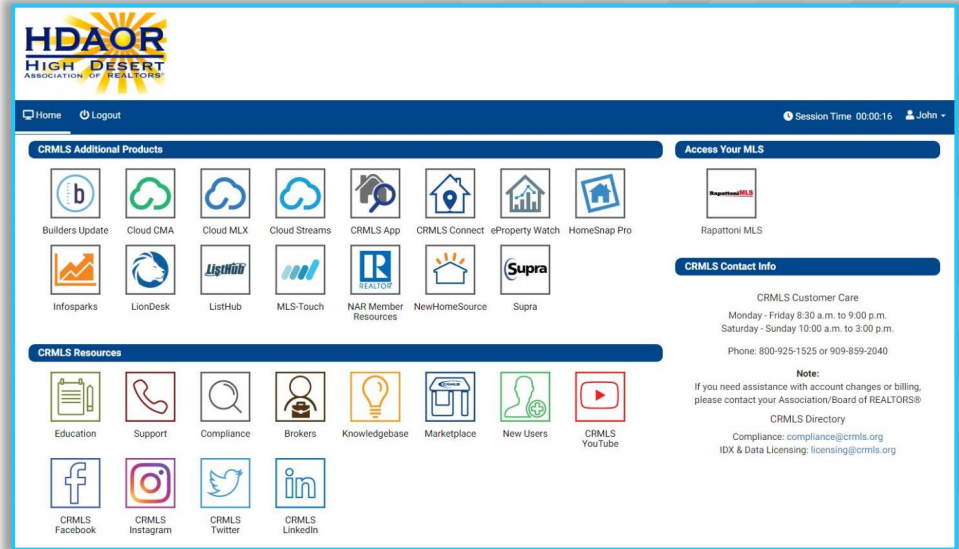 HDAOR
HIGH DESERT
ASSOCIATION OF REALTORS®
Home Logout Session Time 00:00:16 John
CRMLS Additional Products
b
Builders Update Cloud CMA Cloud MLX Cloud Streams CRMLS App CRMLS Connect eProperty Watch HomeSnap Pro
ListHub R REALTOR® Supra
Infosparks LionDesk ListHub MLS-Touch NAR Member Resources NewHomeSource Supra
CRMLS Resources
CRMLS
Education Support Compliance Brokers Knowledgebase Marketplace New Users CRMLS YouTube
f in
CRMLS Facebook CRMLS Instagram CRMLS Twitter CRMLS LinkedIn
Access Your MLS
RapattoniMLS
Rapattoni MLS
CRMLS Contact Info
CRMLS Customer Care
Monday - Friday 8:30 a.m. to 9:00 p.m.
Saturday - Sunday 10:00 a.m. to 3:00 p.m.
Phone: 800-925-1525 or 909-859-2040
Note:
If you need assistance with account changes or billing,
please contact your Association/Board of REALTORS®
CRMLS Directory
Compliance: compliance@crmls.org
IDX & Data Licensing: licensing@crmls.org